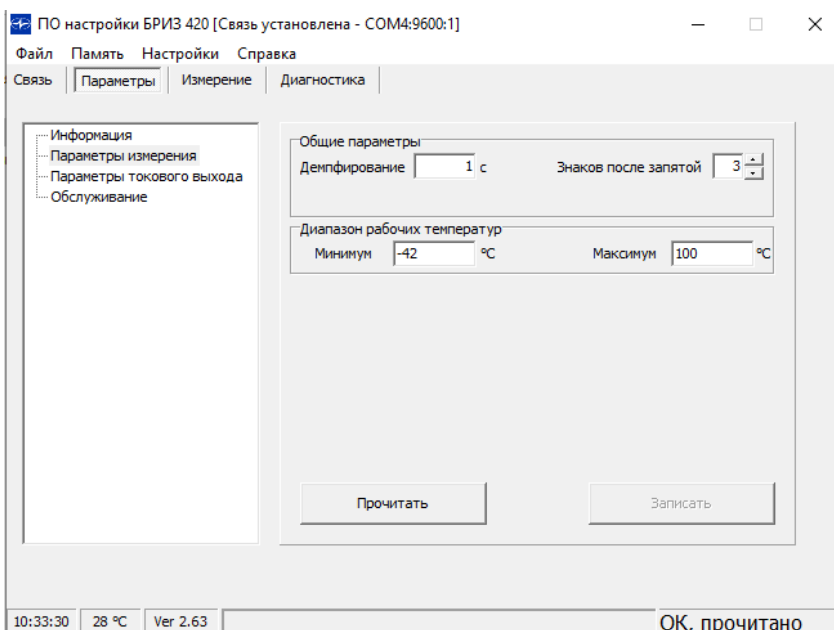 ПО настройки БРИЗ 420 [Связь установлена - COM4:9600:1]
Файл Память Настройки Справка
Связь Параметры Измерение Диагностика
Информация
Параметры измерения
Параметры токового выхода
Обслуживание
Общие параметры
Демпфирование 1 с Знаков после запятой 3
Диапазон рабочих температур
Минимум -42 °C Максимум 100 °C
Прочитать Записать
10:33:30 28 °C Ver 2.63 ОК, прочитано